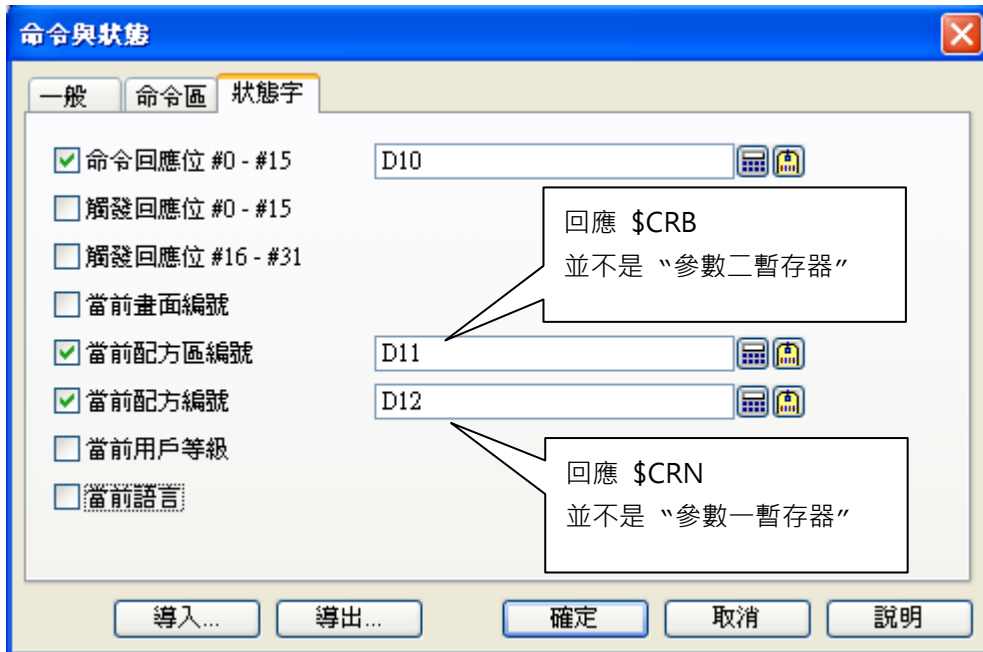 命令與狀態
一般 命令區 狀態字
命令回應位 #0 - #15 D10
觸發回應位 #0 - #15
觸發回應位 #16 - #31
當前畫面編號
當前配方區編號 D11
當前配方編號 D12
當前用戶等級
當前語言
回應 $CRB
並不是 “參數二暫存器”
回應 $CRN
並不是 “參數一暫存器”
導入... 導出... 確定 取消 說明